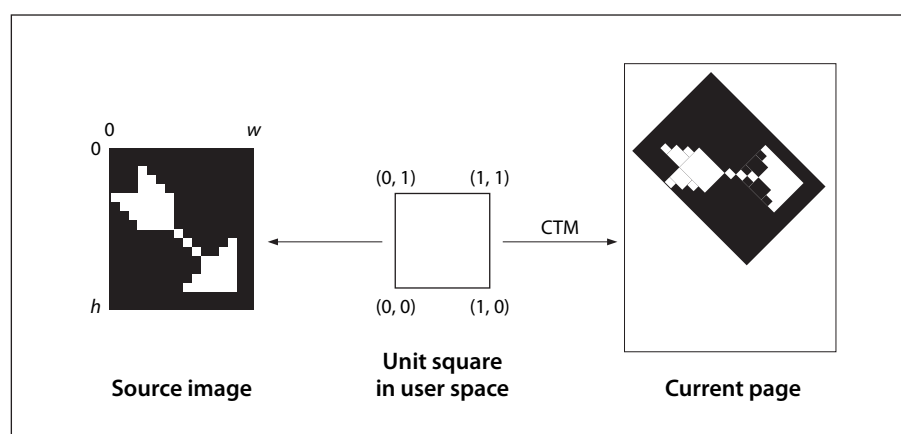 0 w
0
(0, 1) (1, 1)
CTM
h
(0, 0) (1, 0)
Source image
Unit square
in user space
Current page